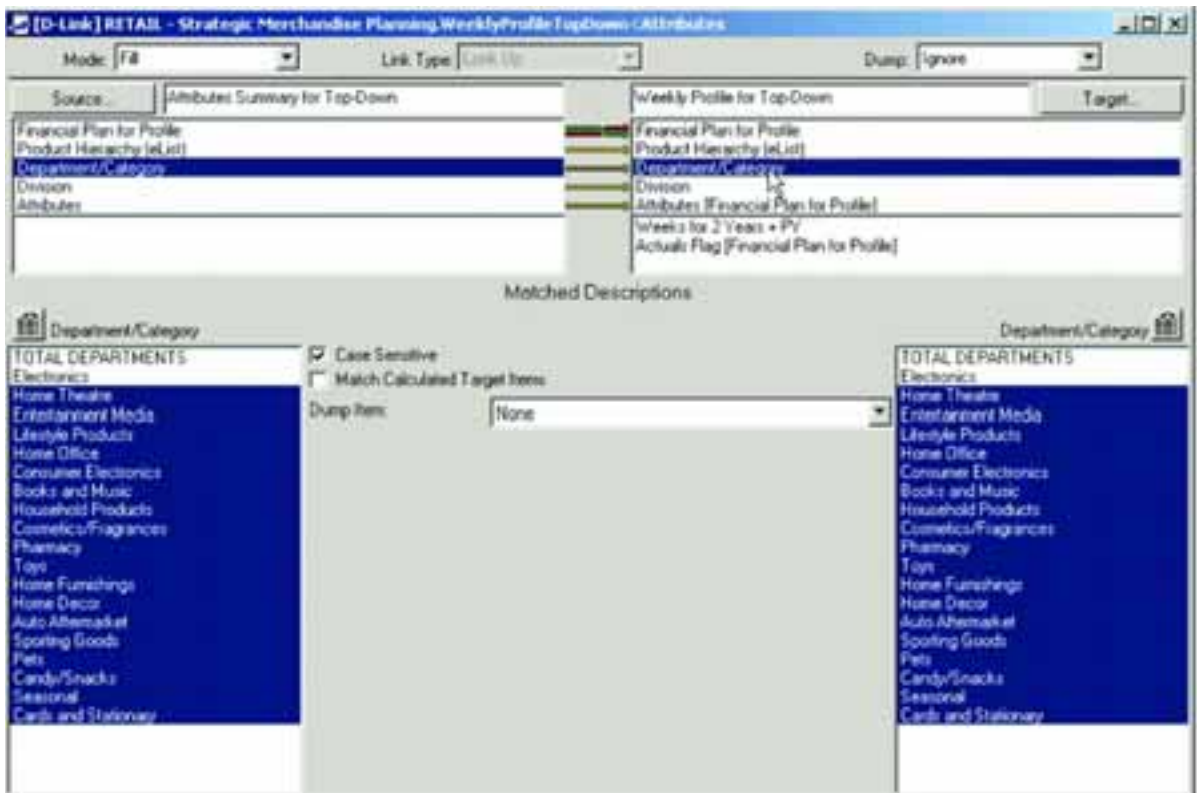 [D-Link] RETAIL - Strategic Merchandise Planning.WeeklyProfileTopDown<Attributes
Mode: Fill Link Type: Look Up Dump: Ignore
Source... Attributes Summary for Top-Down Weekly Profile for Top-Down Target...
Financial Plan for Profile Financial Plan for Profile
Product Hierarchy (eList) Product Hierarchy (eList)
Department/Category Department/Category
Division Division
Attributes Attributes [Financial Plan for Profile]
Weeks for 2 Years + PV
Actuals Flag [Financial Plan for Profile]
Matched Descriptions
Department/Category Department/Category
TOTAL DEPARTMENTS Case Sensitive TOTAL DEPARTMENTS
Electronics Match Calculated Target Items Electronics
Home Theatre Home Theatre
Entertainment Media Dump Item: None Entertainment Media
Lifestyle Products Lifestyle Products
Home Office Home Office
Consumer Electronics Consumer Electronics
Books and Music Books and Music
Household Products Household Products
Cosmetics/Fragrances Cosmetics/Fragrances
Pharmacy Pharmacy
Toys Toys
Home Furnishings Home Furnishings
Home Decor Home Decor
Auto Aftermarket Auto Aftermarket
Sporting Goods Sporting Goods
Pets Pets
Candy/Snacks Candy/Snacks
Seasonal Seasonal
Cards and Stationary Cards and Stationary